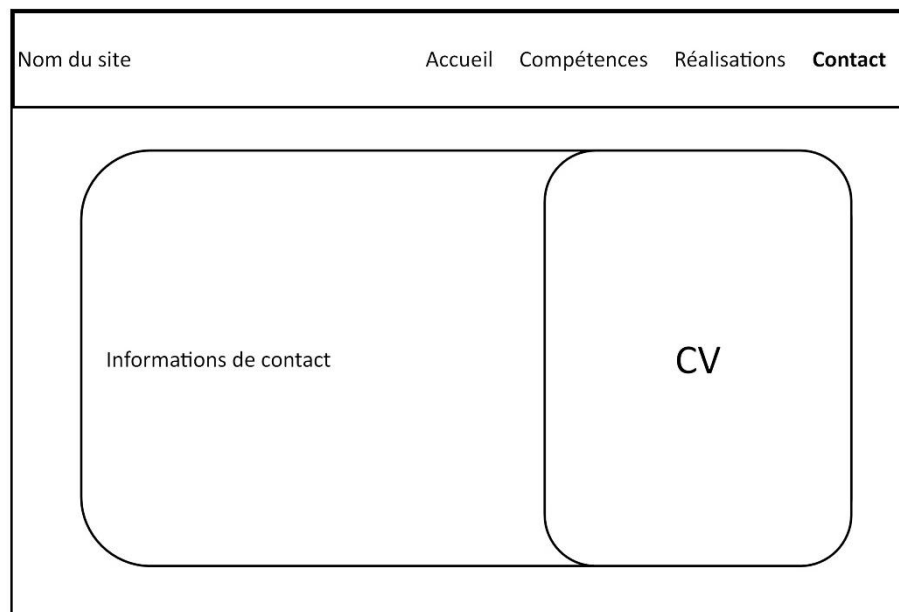 Nom du site Accueil Compétences Réalisations Contact
Informations de contact CV